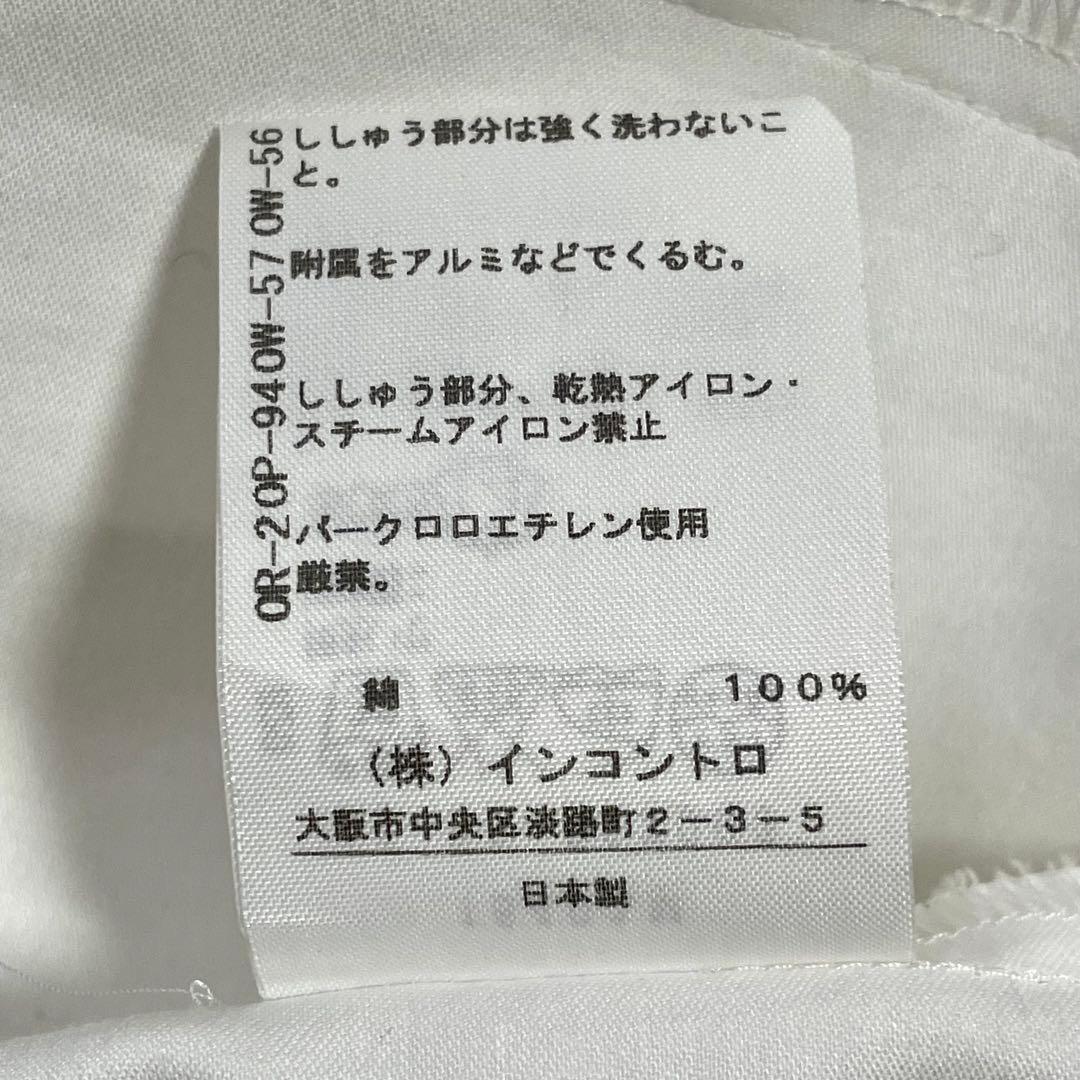 ししゅう部分は強く洗わないこ
と。
附属をアルミなどでくるむ。
ししゅう部分、乾熱アイロン・
スチームアイロン禁止
パークロロエチレン使用
厳禁。
綿 100%
(株)インコントロ
大阪市中央区淡路町2-3-5
日本製
OR-20P-940W-570W-56